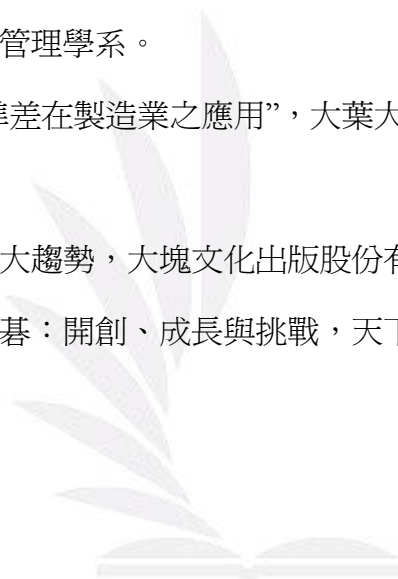 管理學系。
準差在製造業之應用”，大葉大
大趨勢，大塊文化出版股份有
碁：開創、成長與挑戰，天下